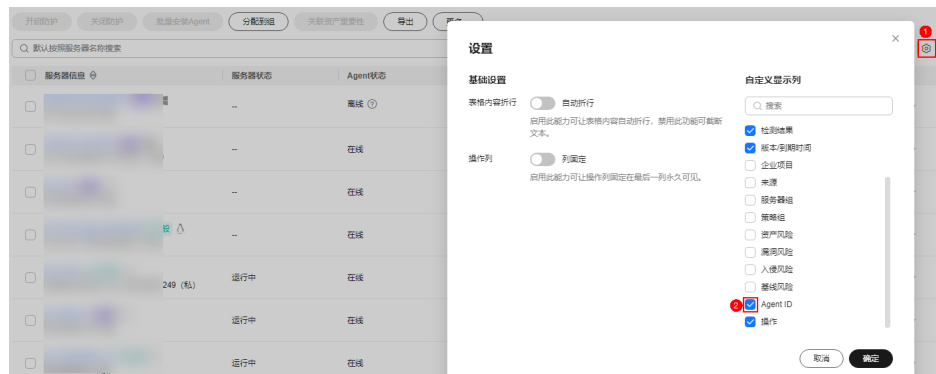 开启防护 关闭防护 批量安装Agent 分配到组 关联资产重要性 导出
默认按照服务器名称搜索
1
服务器信息 服务器状态 Agent状态
-- 离线
-- 在线
-- 在线
-- 在线
249 (私) 运行中 在线
运行中 在线
运行中 在线
设置
基础设置
表格内容折行 自动折行
启用此能力可让表格内容自动折行，禁用此功能可截断
文本。
操作列 列固定
启用此能力可让操作列固定在最后一列永久可见。
自定义显示列
搜索
检测结果
版本/到期时间
企业项目
来源
服务器组
策略组
资产风险
漏洞风险
入侵风险
基线风险
2 Agent ID
操作
取消 确定